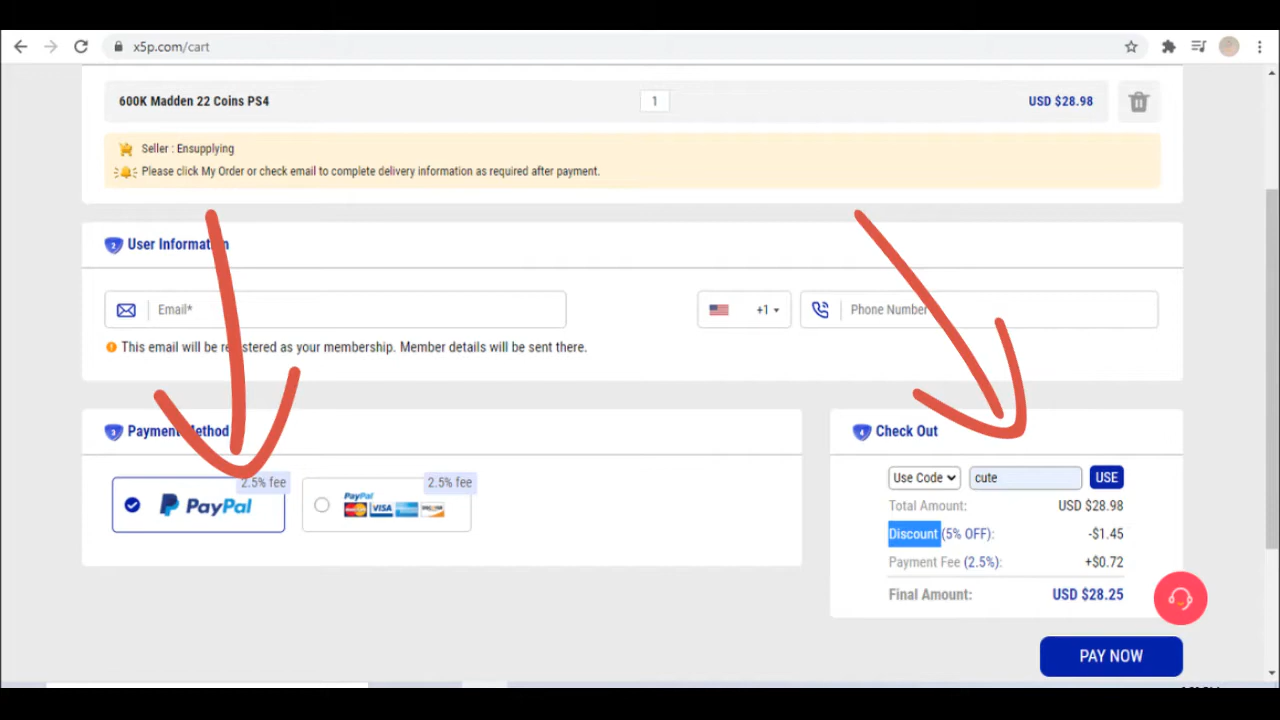 x5p.com/cart
600K Madden 22 Coins PS4 1 USD $28.98
Seller : Ensupplying
Please click My Order or check email to complete delivery information as required after payment.
2 User Information
Email* +1 Phone Number
This email will be registered as your membership. Member details will be sent there.
3 Payment Method
4 Check Out
2.5% fee 2.5% fee
PayPal
PayPal
VISA
Use Code cute USE
Total Amount: USD $28.98
Discount (5% OFF): -$1.45
Payment Fee (2.5%): +$0.72
Final Amount: USD $28.25
PAY NOW